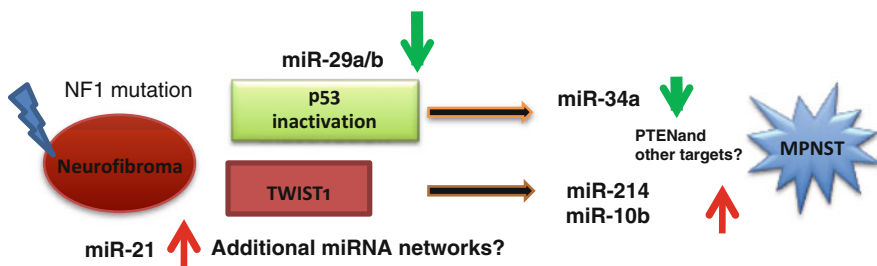 miR-29a/b
NF1 mutation
p53
inactivation
miR-34a
Neurofibroma
PTENand
other targets?
MPNST
TWIST1
miR-214
miR-10b
miR-21
Additional miRNA networks?